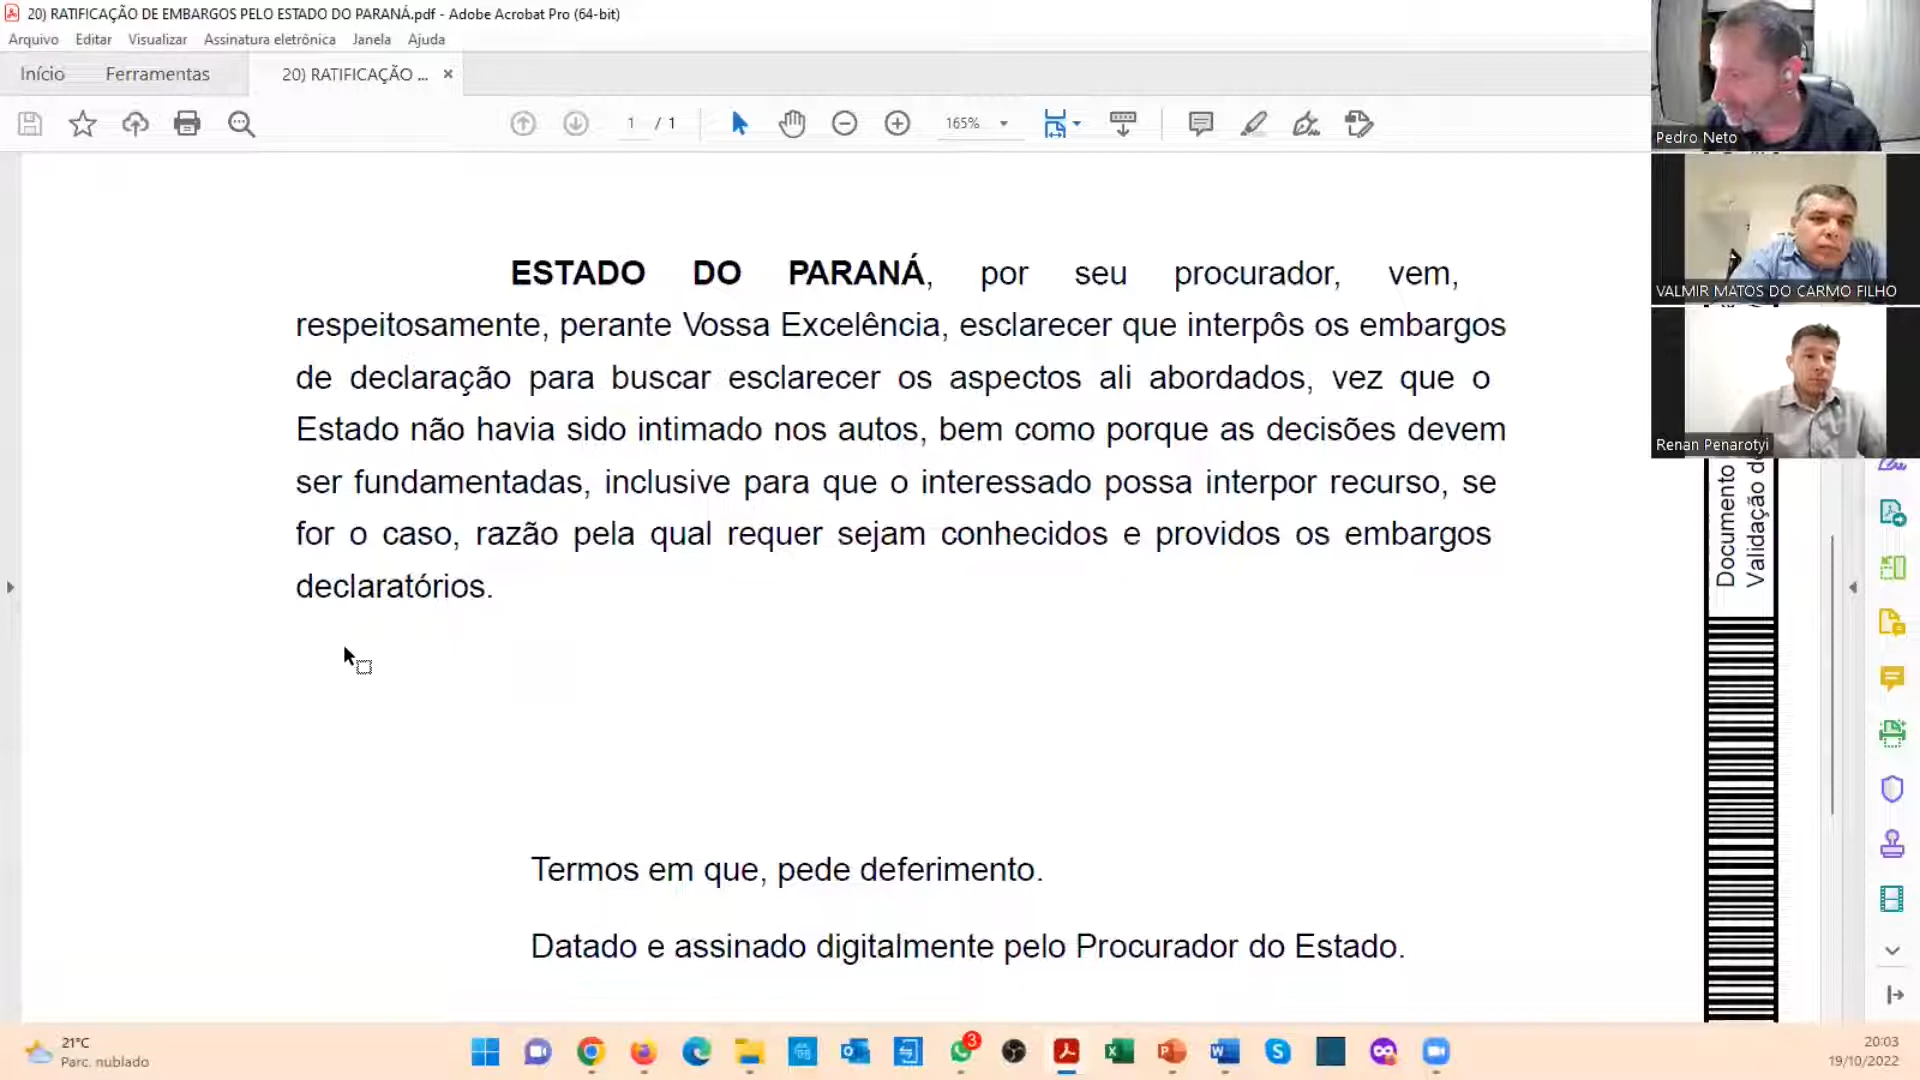 20) RATIFICAÇÃO DE EMBARGOS PELO ESTADO DO PARANÁ.pdf - Adobe Acrobat Pro (64-bit)
Arquivo Editar Visualizar Assinatura eletrônica Janela Ajuda
Início Ferramentas 20) RATIFICAÇÃO ... ×
1 / 1 165%
Pedro Neto
VALMIR MATOS DO CARMO FILHO
Renan Penarotyi
ESTADO DO PARANÁ, por seu procurador, vem,
respeitosamente, perante Vossa Excelência, esclarecer que interpôs os embargos
de declaração para buscar esclarecer os aspectos ali abordados, vez que o
Estado não havia sido intimado nos autos, bem como porque as decisões devem
ser fundamentadas, inclusive para que o interessado possa interpor recurso, se
for o caso, razão pela qual requer sejam conhecidos e providos os embargos
declaratórios.
Termos em que, pede deferimento.
Datado e assinado digitalmente pelo Procurador do Estado.
Documento
Validação
21°C
Parc. nublado
3
20:03
19/10/2022